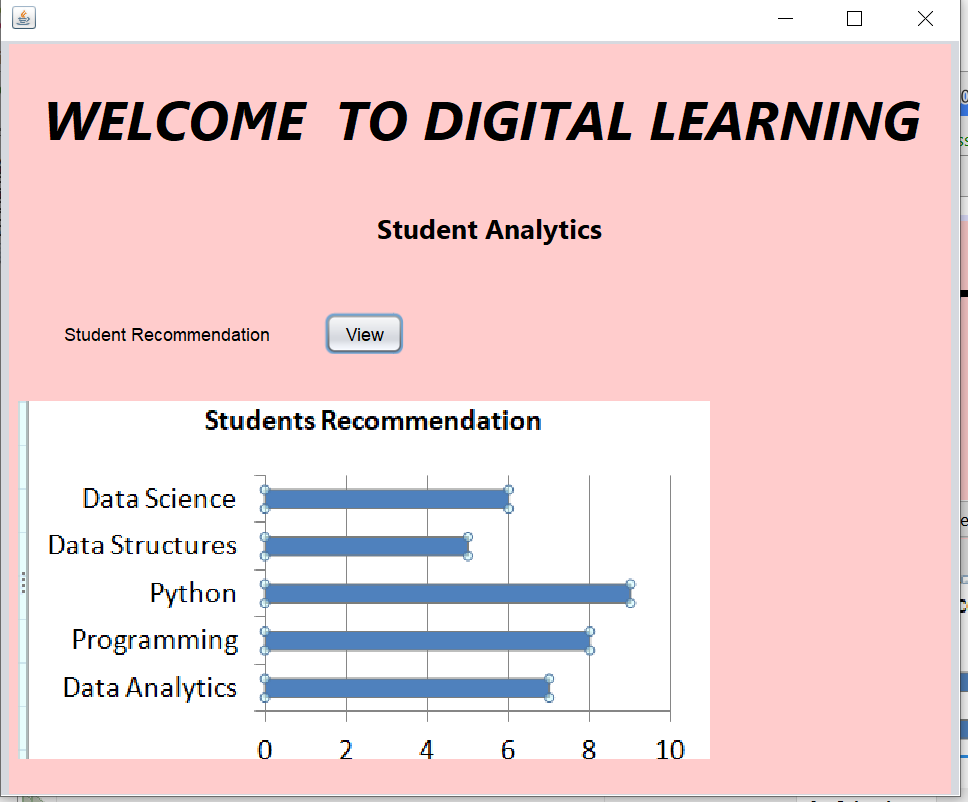 WELCOME  TO DIGITAL LEARNING
Student Analytics
Student Recommendation View
Students Recommendation
Data Science
Data Structures
Python
Programming
Data Analytics
0 2 4 6 8 10